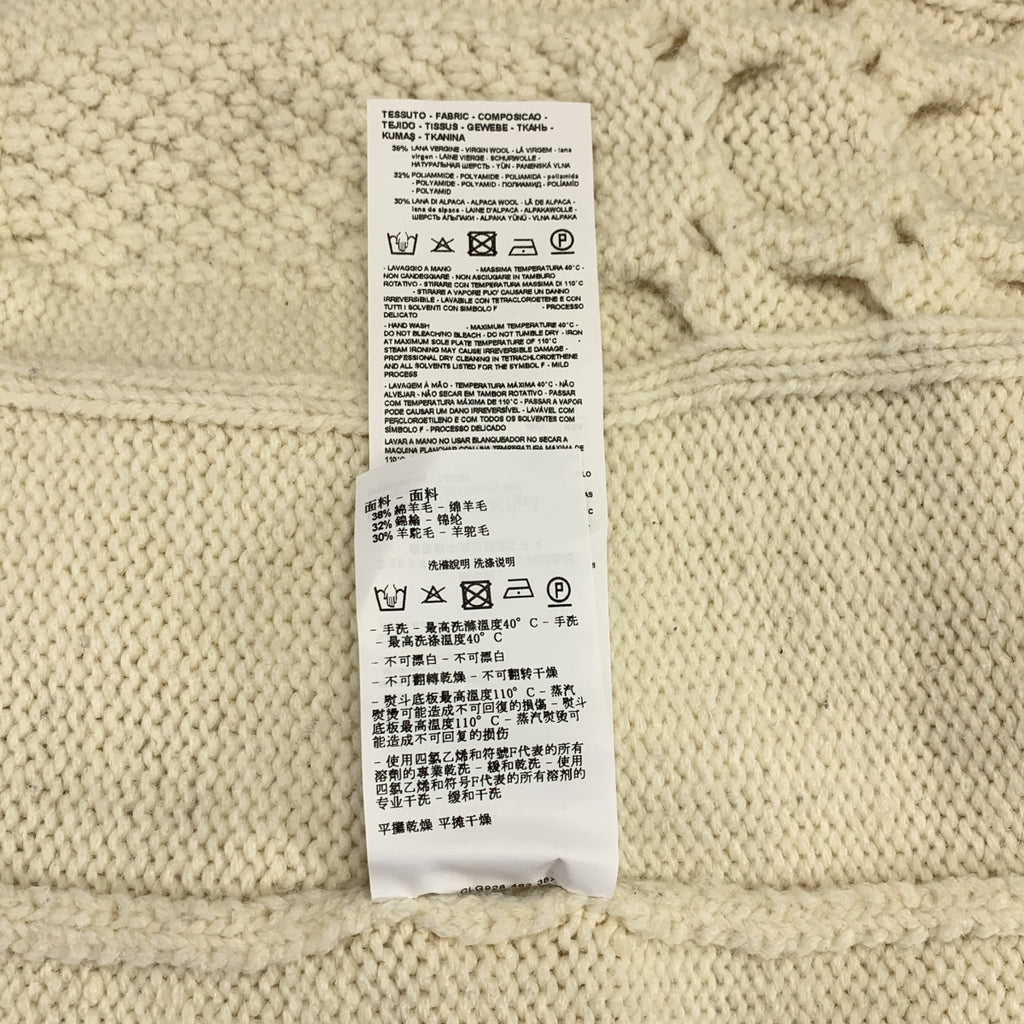 TESSUTO - FABRIC - COMPOSICAO -
TEJIDO - TISSUS - GEWEBE - ТКАНЬ -
KUMAŞ - TKANINA
LANA VERGINE - VIRGIN WOOL - LÃ VIRGEM - lana
virgen - LAINE VIERGE - SCHURWOLLE -
НАТУРАЛЬНАЯ ШЕРСТЬ - YÜN - PANENSKÁ VLNA
32% POLIAMMIDE - POLYAMIDE - POLIAMIDA - poliamida
- POLYAMIDE - POLYAMID - ПОЛИАМИД - POLİAMİD
- POLYAMID
30% LANA DI ALPACA - ALPACA WOOL - LÃ DE ALPACA -
lana de alpaca - LAINE D'ALPACA - ALPAKAWOLLE -
ШЕРСТЬ АЛЬПАКИ - ALPAKA YÜNÜ - VLNA ALPAKA
P
- LAVAGGIO A MANO - MASSIMA TEMPERATURA 40°C -
NON CANDEGGIARE - NON ASCIUGARE IN TAMBURO
ROTATIVO - STIRARE CON TEMPERATURA MASSIMA DI 110°C
- STIRARE A VAPORE PUO' CAUSARE UN DANNO
IRREVERSIBILE - LAVABILE CON TETRACLOROETENE E CON
TUTTI I SOLVENTI CON SIMBOLO F - PROCESSO
DELICATO
- HAND WASH - MAXIMUM TEMPERATURE 40°C -
DO NOT BLEACH/NO BLEACH - DO NOT TUMBLE DRY - IRON
AT MAXIMUM SOLE PLATE TEMPERATURE OF 110°C -
STEAM IRONING MAY CAUSE IRREVERSIBLE DAMAGE -
PROFESSIONAL DRY CLEANING IN TETRACHLOROETHENE
AND ALL SOLVENTS LISTED FOR THE SYMBOL F - MILD
PROCESS
- LAVAGEM À MÃO - TEMPERATURA MÁXIMA 40°C - NÃO
ALVEJAR - NÃO SECAR EM TAMBOR ROTATIVO - PASSAR
COM TEMPERATURA MÁXIMA DE 110°C - PASSAR A VAPOR
PODE CAUSAR UM DANO IRREVERSÍVEL - LAVÁVEL COM
PERCLOROETILENO E COM TODOS OS SOLVENTES COM
SÍMBOLO F - PROCESSO DELICADO
LAVAR A MANO NO USAR BLANQUEADOR NO SECAR A
MAQUINA PLANCHAR CON UNA TEMPERATURA MAXIMA DE
110°C
面料 - 面料
38% 綿羊毛 - 绵羊毛
32% 錦綸 - 锦纶
30% 羊駝毛 - 羊驼毛
洗滌說明 洗涤说明
P
- 手洗 - 最高洗滌溫度40° C - 手洗
- 最高洗涤温度40° C
- 不可漂白 - 不可漂白
- 不可翻轉乾燥 - 不可翻转干燥
- 熨斗底板最高溫度110° C - 蒸汽
熨燙可能造成不可回復的損傷 - 熨斗
底板最高温度110° C - 蒸汽熨烫可
能造成不可回复的损伤
- 使用四氯乙烯和符號F代表的所有
溶劑的專業乾洗 - 緩和乾洗 - 使用
四氯乙烯和符号F代表的所有溶剂的
专业干洗 - 缓和干洗
平攤乾燥 平摊干燥